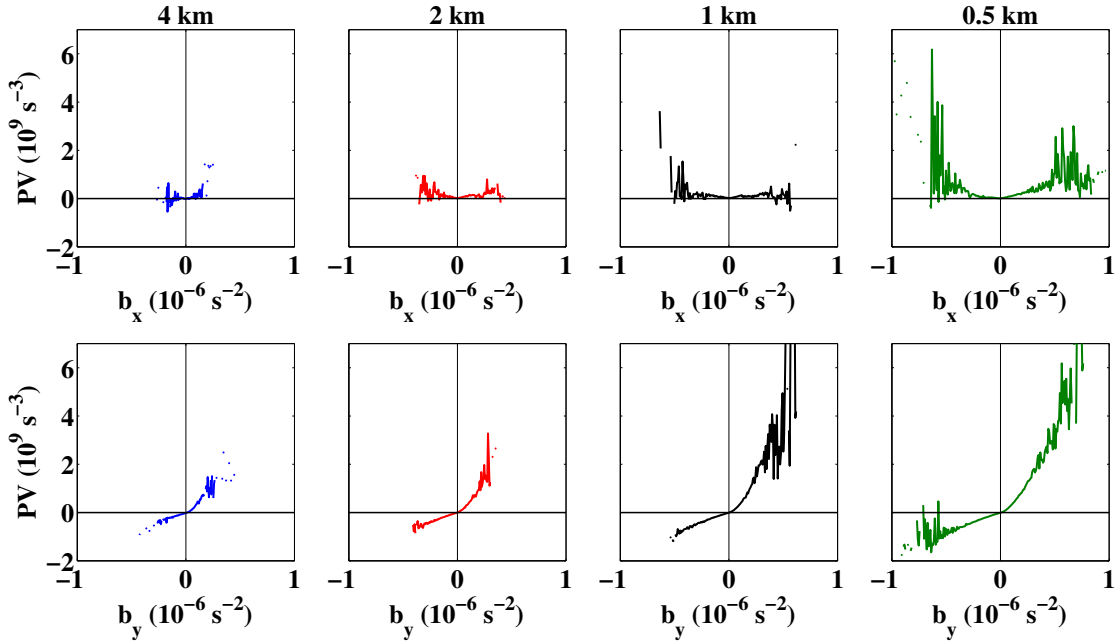 4 km 2 km 1 km 0.5 km
PV (10^9 s^−3)
6
4
2
0
−2
−1 0 1 −1 0 1 −1 0 1 −1 0 1
b_x (10^−6 s^−2) b_x (10^−6 s^−2) b_x (10^−6 s^−2) b_x (10^−6 s^−2)
PV (10^9 s^−3)
6
4
2
0
−2
−1 0 1 −1 0 1 −1 0 1 −1 0 1
b_y (10^−6 s^−2) b_y (10^−6 s^−2) b_y (10^−6 s^−2) b_y (10^−6 s^−2)